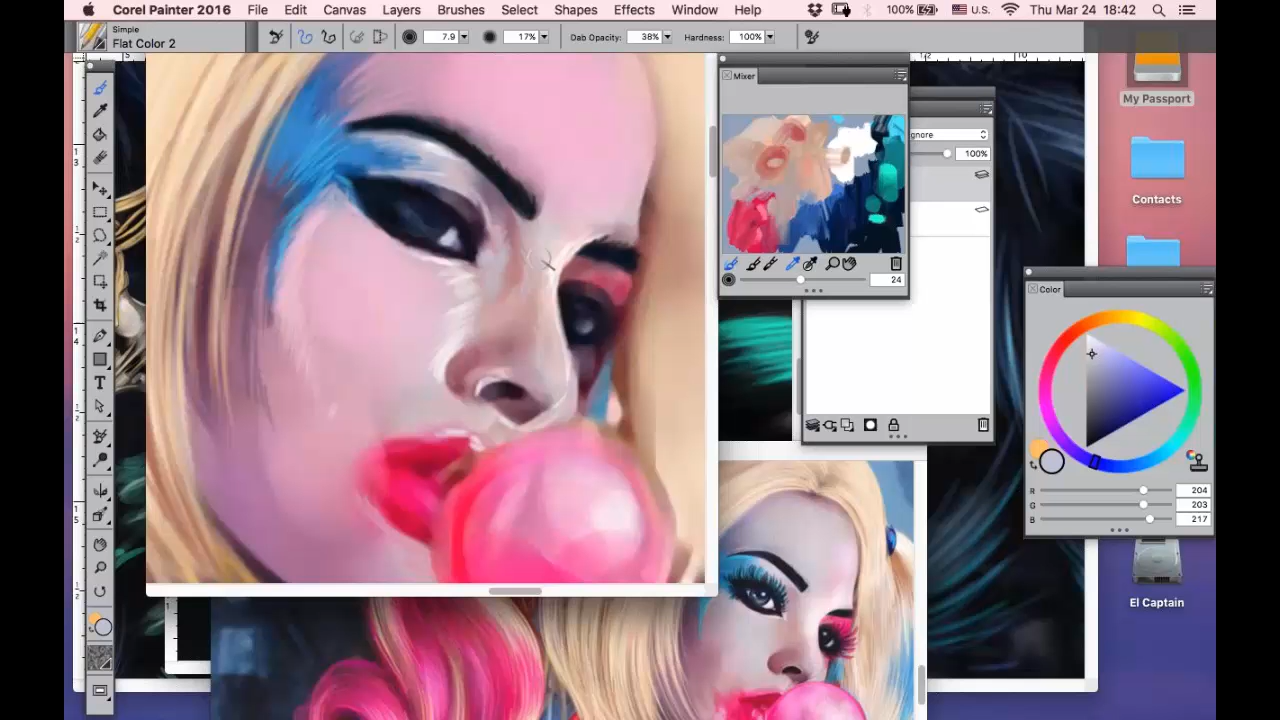 Corel Painter 2016 File Edit Canvas Layers Brushes Select Shapes Effects Window Help 100% U.S. Thu Mar 24 18:42
Simple
Flat Color 2
7.9 17% Dab Opacity: 38% Hardness: 100%
Mixer
My Passport
gnore
100%
Contacts
24
Color
R 204
G 203
B 217
T
El Captain